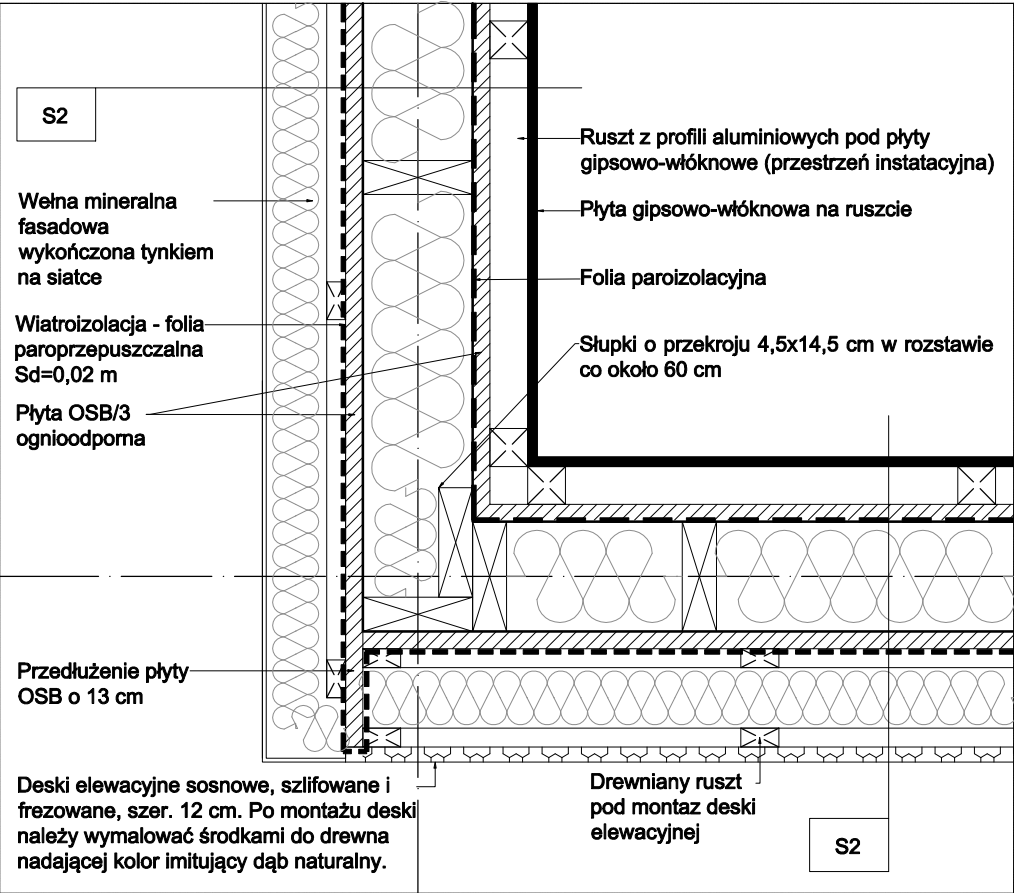 S2
Ruszt z profili aluminiowych pod płyty
gipsowo-włóknowe (przestrzeń instatacyjna)
Wełna mineralna
fasadowa
wykończona tynkiem
na siatce
Płyta gipsowo-włóknowa na ruszcie
Folia paroizolacyjna
Wiatroizolacja - folia
paroprzepuszczalna
Sd=0,02 m
Słupki o przekroju 4,5x14,5 cm w rozstawie
co około 60 cm
Płyta OSB/3
ognioodporna
Przedłużenie płyty
OSB o 13 cm
Deski elewacyjne sosnowe, szlifowane i
frezowane, szer. 12 cm. Po montażu deski
należy wymalować środkami do drewna
nadającej kolor imitujący dąb naturalny.
Drewniany ruszt
pod montaz deski
elewacyjnej
S2